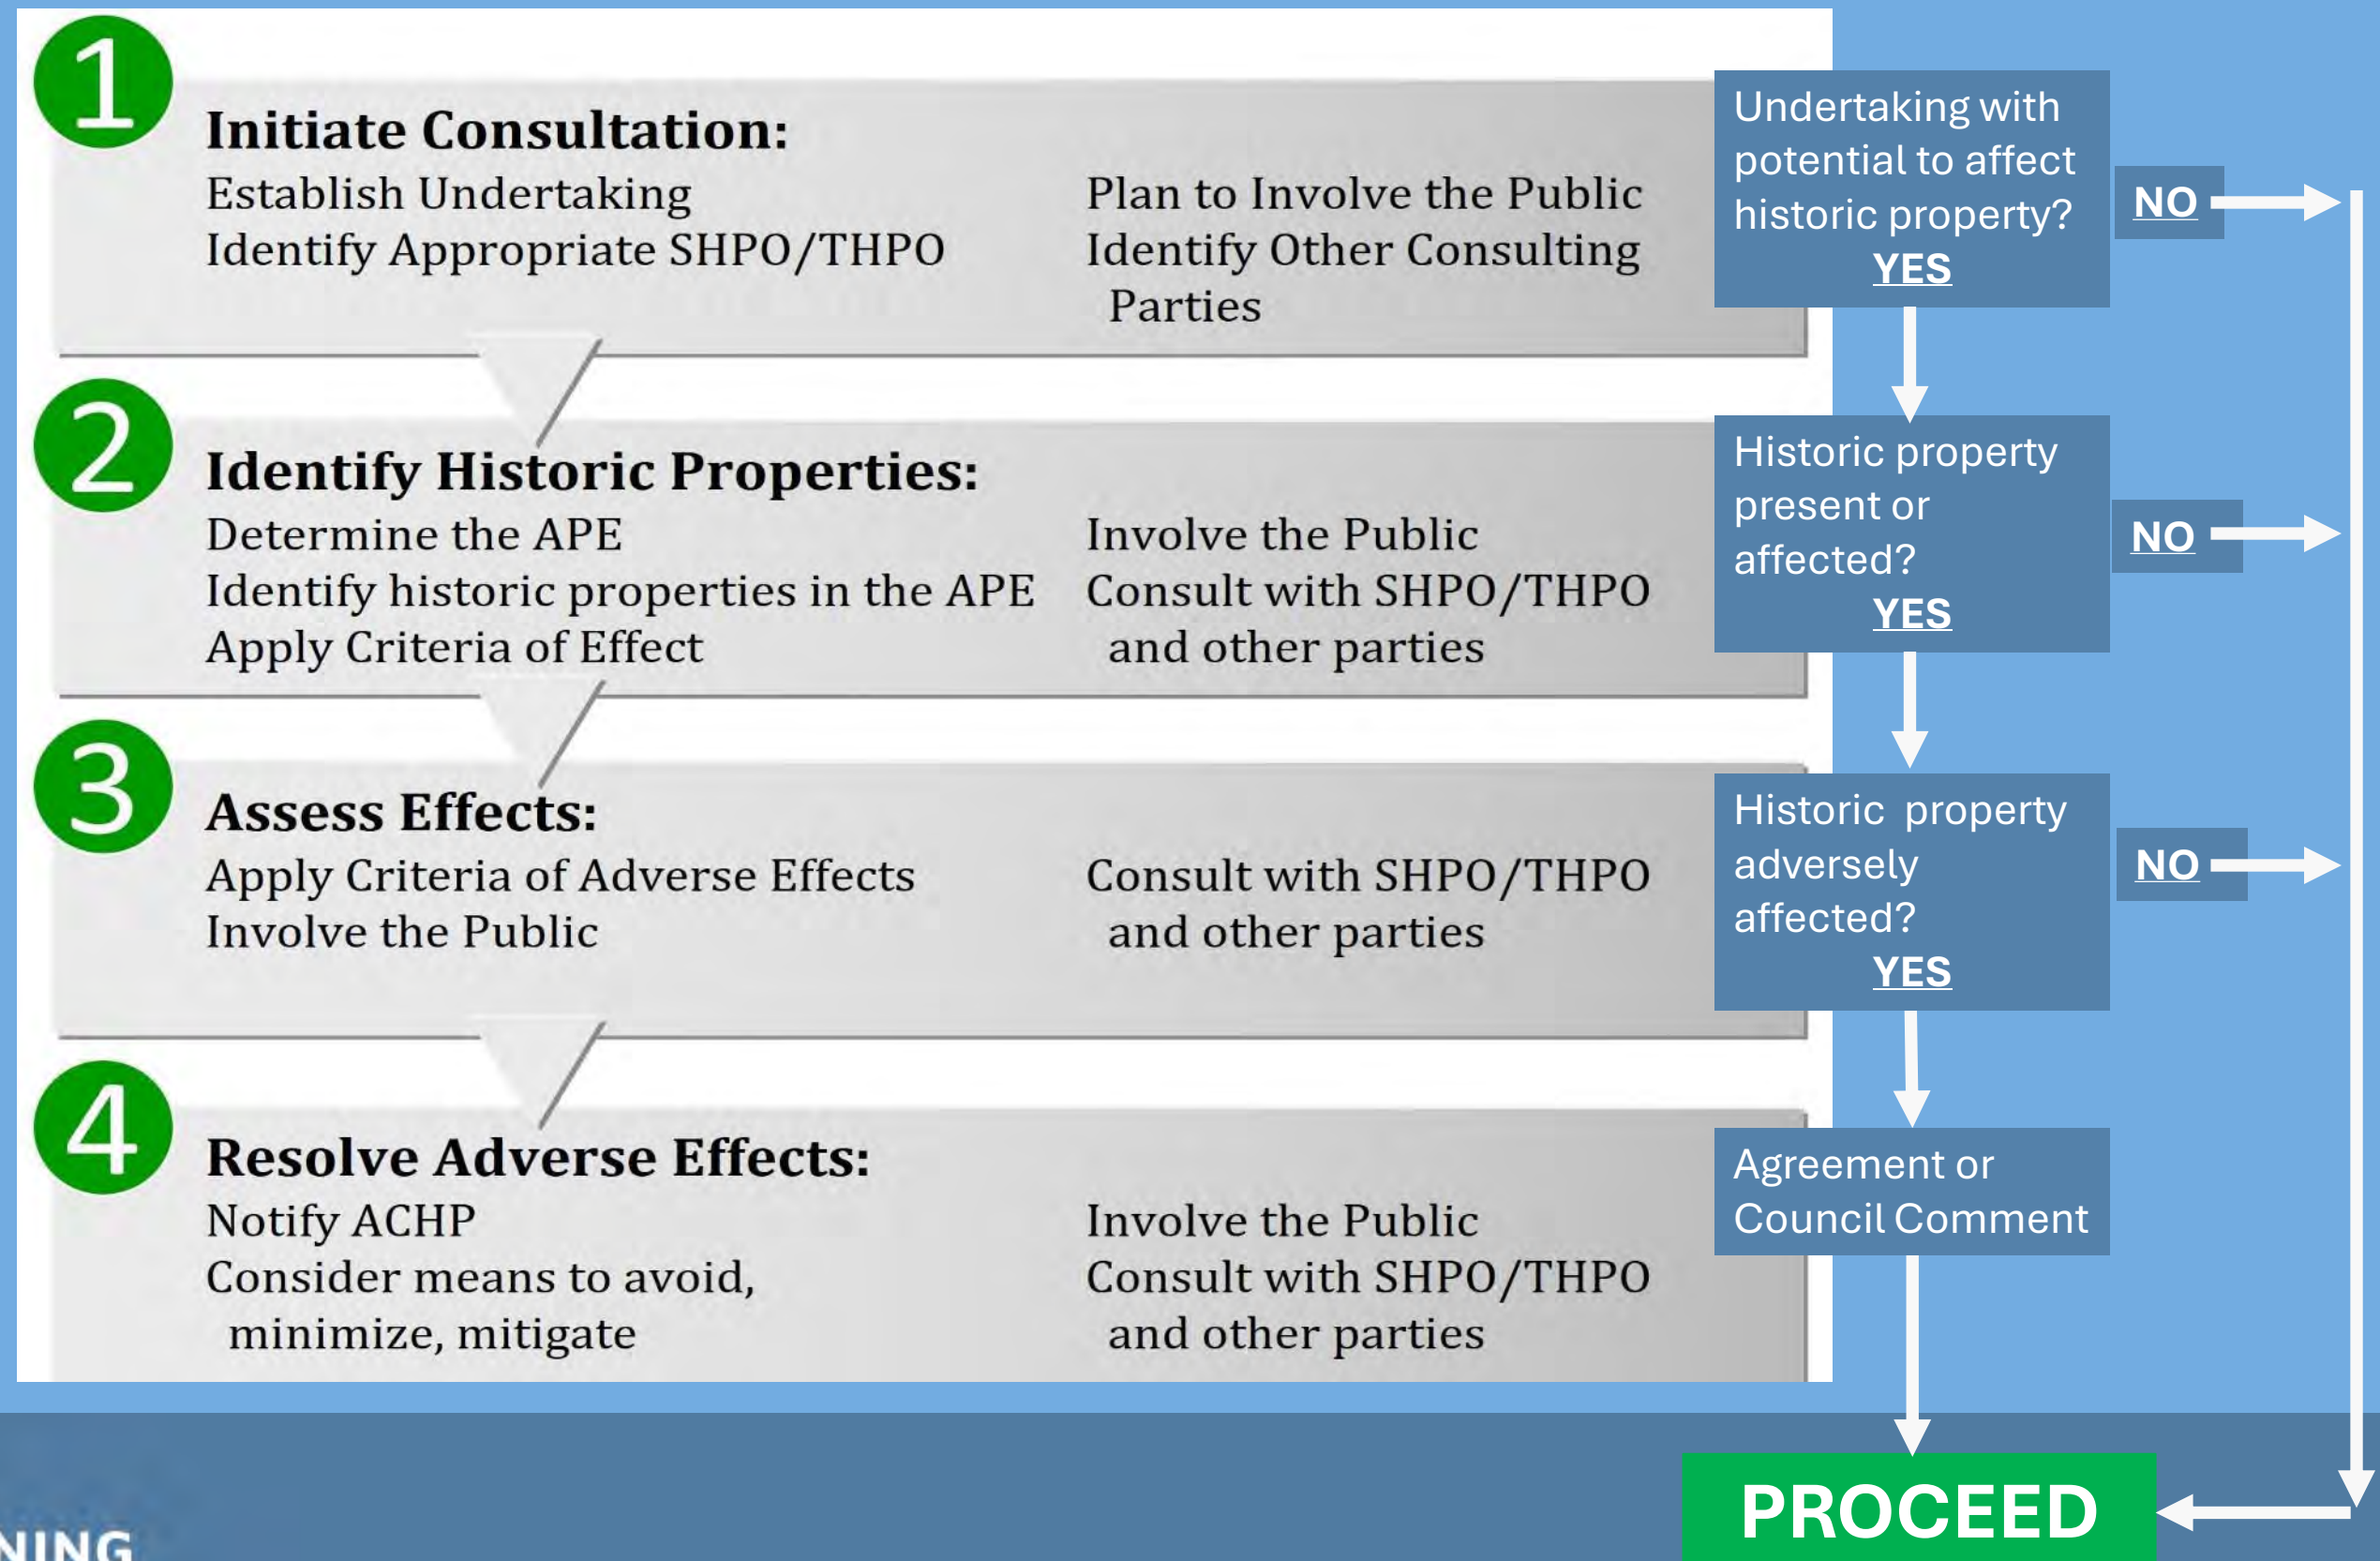 1
Initiate Consultation:
Establish Undertaking
Identify Appropriate SHPO/THPO
Plan to Involve the Public
Identify Other Consulting
Parties
Undertaking with
potential to affect
historic property?
YES
NO
2
Identify Historic Properties:
Determine the APE
Identify historic properties in the APE
Apply Criteria of Effect
Involve the Public
Consult with SHPO/THPO
and other parties
Historic property
present or
affected?
YES
NO
3
Assess Effects:
Apply Criteria of Adverse Effects
Involve the Public
Consult with SHPO/THPO
and other parties
Historic property
adversely
affected?
YES
NO
4
Resolve Adverse Effects:
Notify ACHP
Consider means to avoid,
minimize, mitigate
Involve the Public
Consult with SHPO/THPO
and other parties
Agreement or
Council Comment
PROCEED
NING